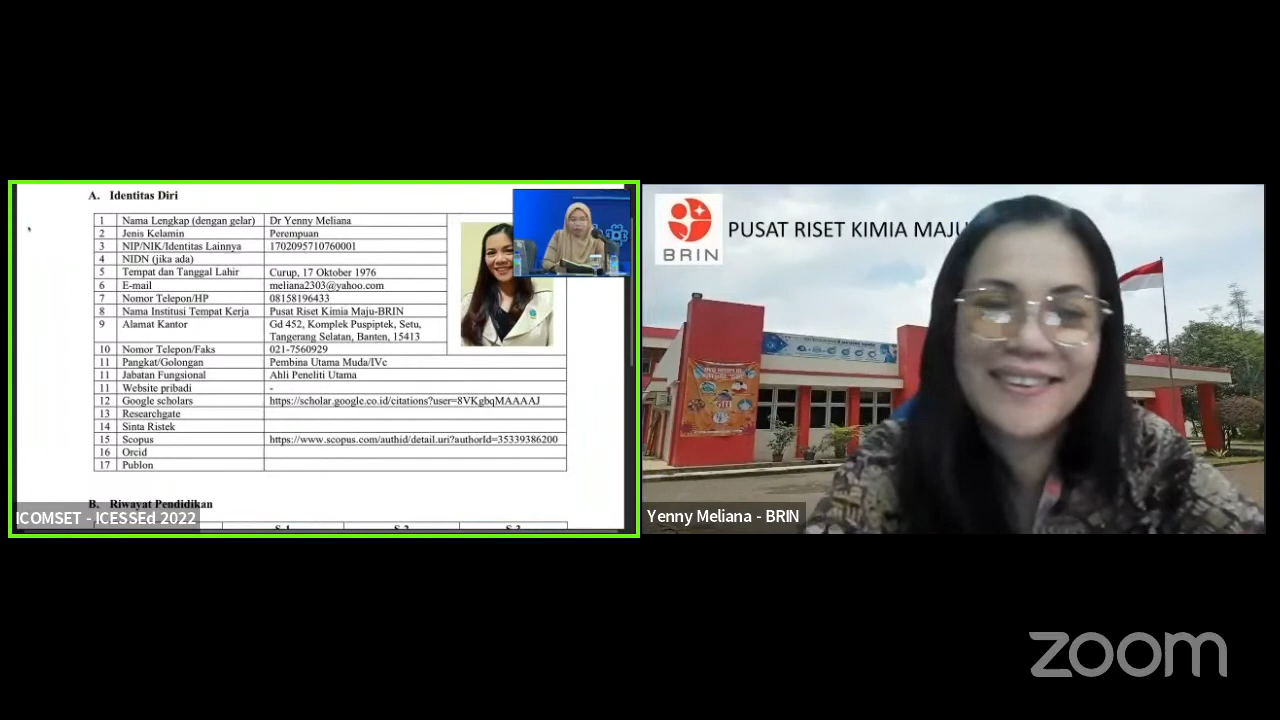 A. Identitas Diri
1 Nama Lengkap (dengan gelar) Dr Yenny Meliana
2 Jenis Kelamin Perempuan
3 NIP/NIK/Identitas Lainnya 1702095710760001
4 NIDN (jika ada)
5 Tempat dan Tanggal Lahir Curup, 17 Oktober 1976
6 E-mail meliana2303@yahoo.com
7 Nomor Telepon/HP 08158196433
8 Nama Institusi Tempat Kerja Pusat Riset Kimia Maju-BRIN
9 Alamat Kantor Gd 452, Komplek Puspiptek, Setu,
Tangerang Selatan, Banten, 15413
10 Nomor Telepon/Faks 021-7560929
11 Pangkat/Golongan Pembina Utama Muda/IVc
11 Jabatan Fungsional Ahli Peneliti Utama
11 Website pribadi -
12 Google scholars https://scholar.google.co.id/citations?user=8VKgbqMAAAAJ
13 Researchgate
14 Sinta Ristek
15 Scopus https://www.scopus.com/authid/detail.uri?authorId=35339386200
16 Orcid
17 Publon
B. Riwayat Pendidikan
S-1 S-2 S-3
ICOMSET - ICESSEd 2022
BRIN
PUSAT RISET KIMIA MAJU
Yenny Meliana - BRIN
zoom